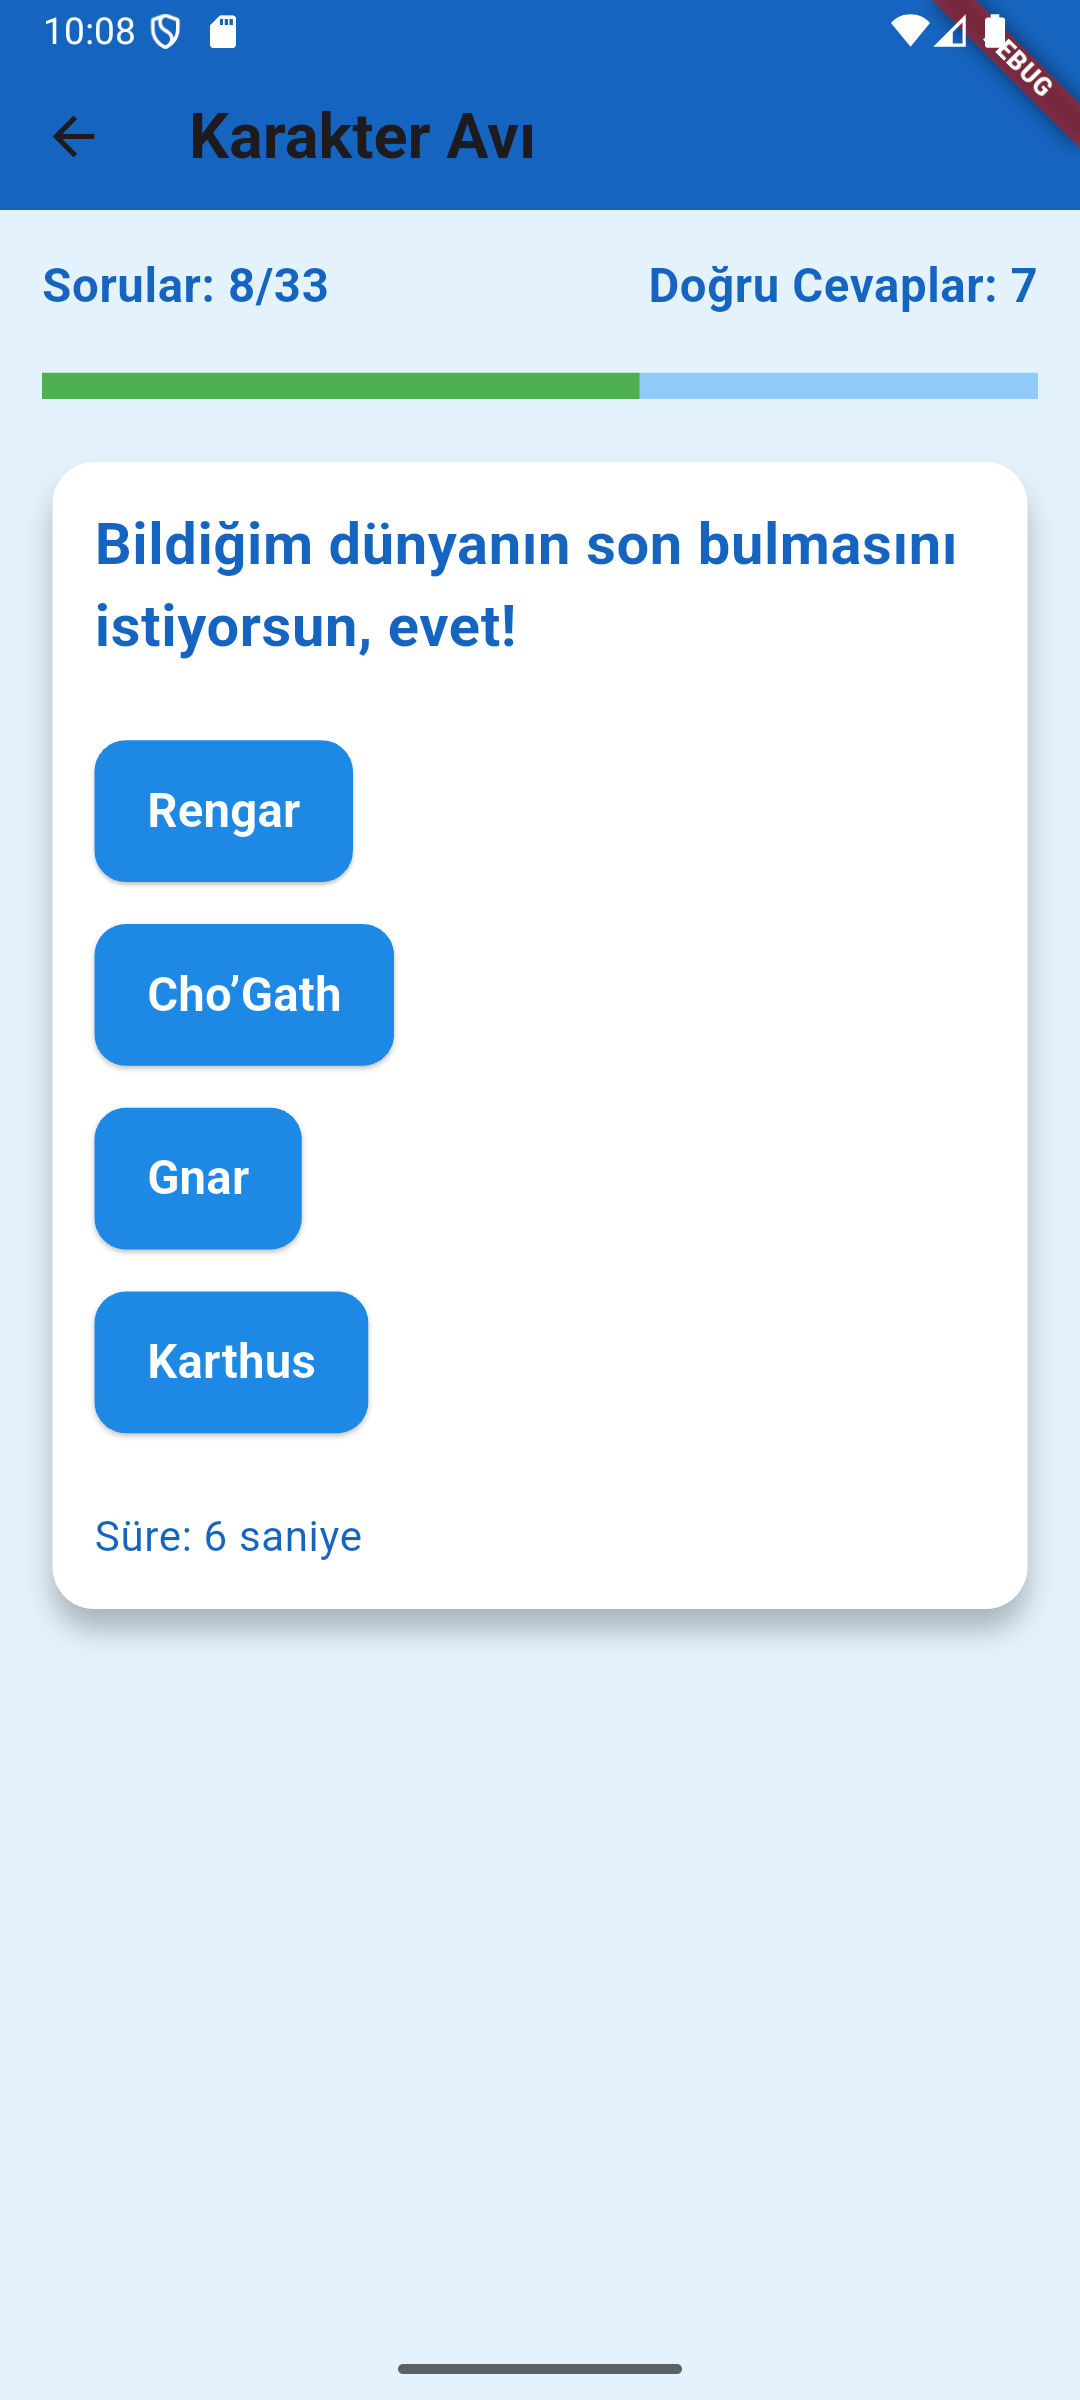 10:08
EBUG
Karakter Avı
Sorular: 8/33
Doğru Cevaplar: 7
Bildiğim dünyanın son bulmasını
istiyorsun, evet!
Rengar
Cho’Gath
Gnar
Karthus
Süre: 6 saniye